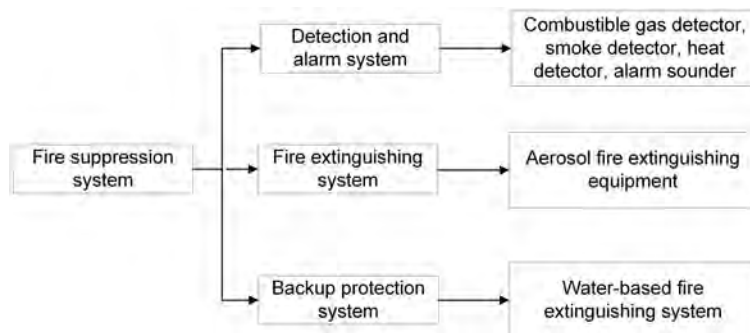 Detection and
alarm system
Combustible gas detector,
smoke detector, heat
detector, alarm sounder
Fire suppression
system
Fire extinguishing
system
Aerosol fire extinguishing
equipment
Backup protection
system
Water-based fire
extinguishing system